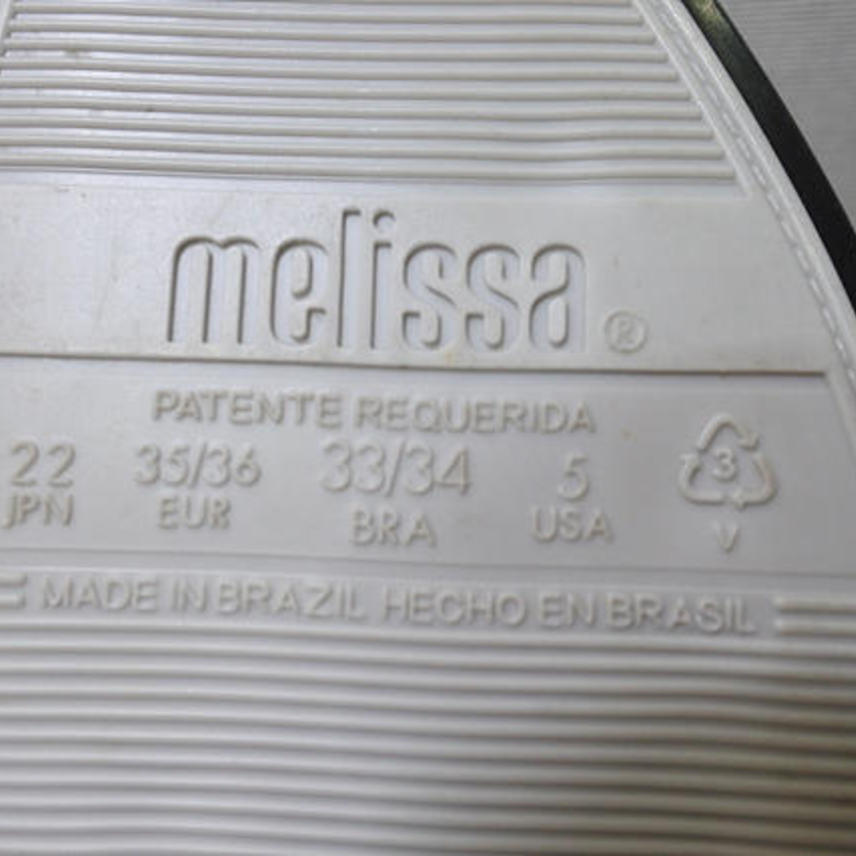 melissa ®
PATENTE REQUERIDA
22 35/36 33/34 5 3
JPN EUR BRA USA V
MADE IN BRAZIL HECHO EN BRASIL